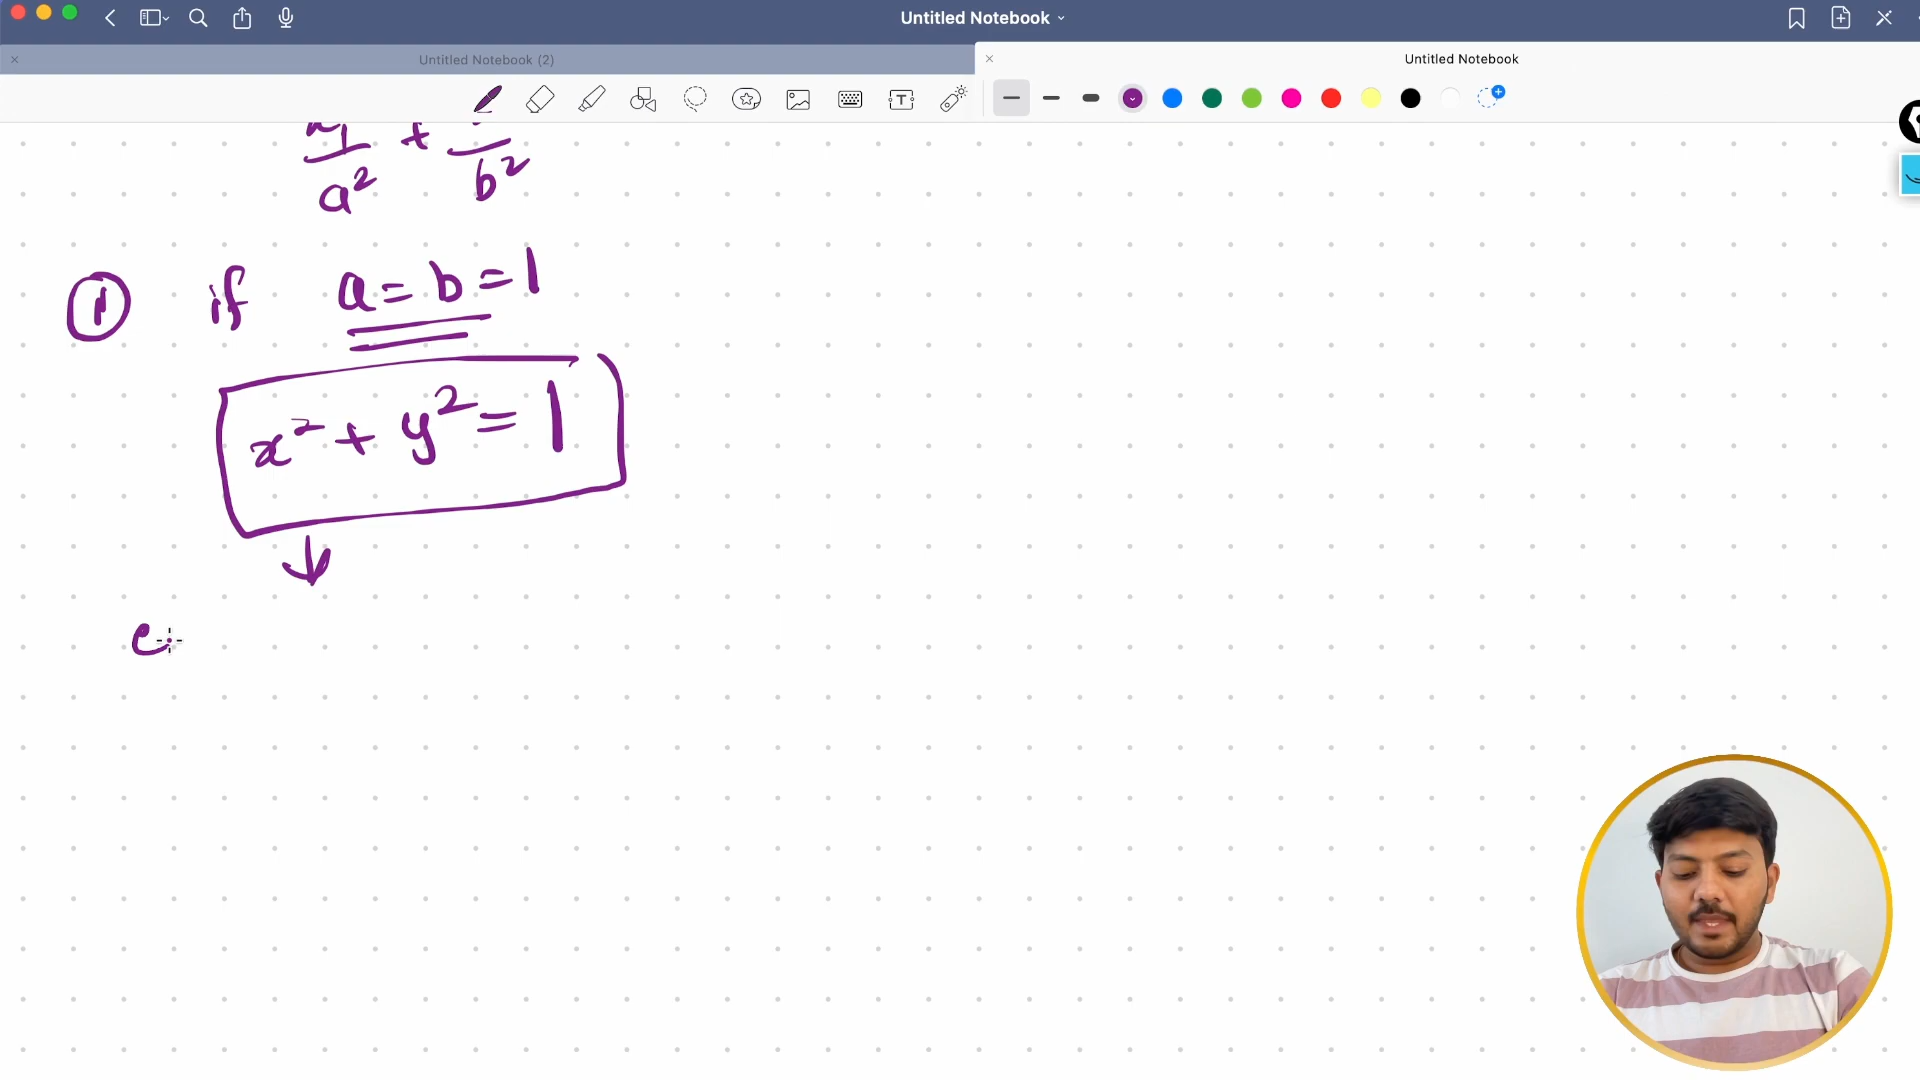 Untitled Notebook
Untitled Notebook (2)
Untitled Notebook
a² + b²
① if a = b = 1
x² + y² = 1
e